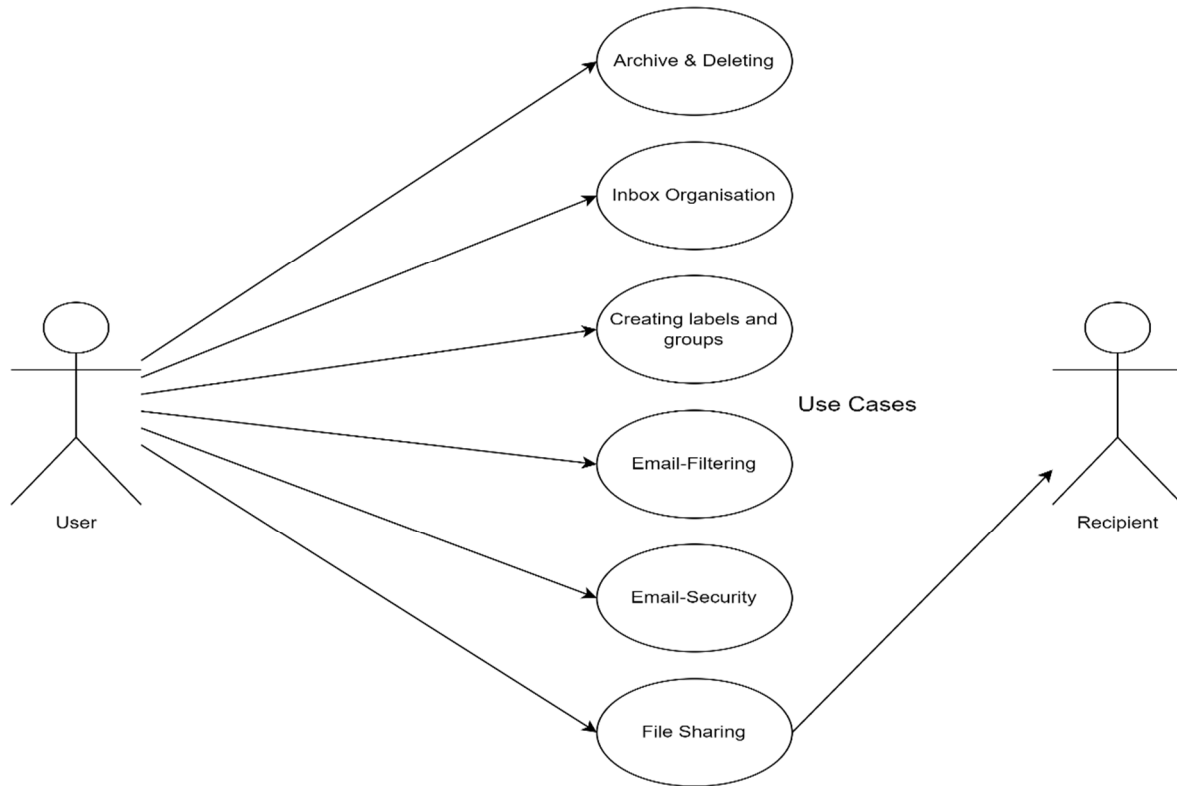 Archive & Deleting
Inbox Organisation
Creating labels and
groups
Use Cases
Email-Filtering
User
Recipient
Email-Security
File Sharing